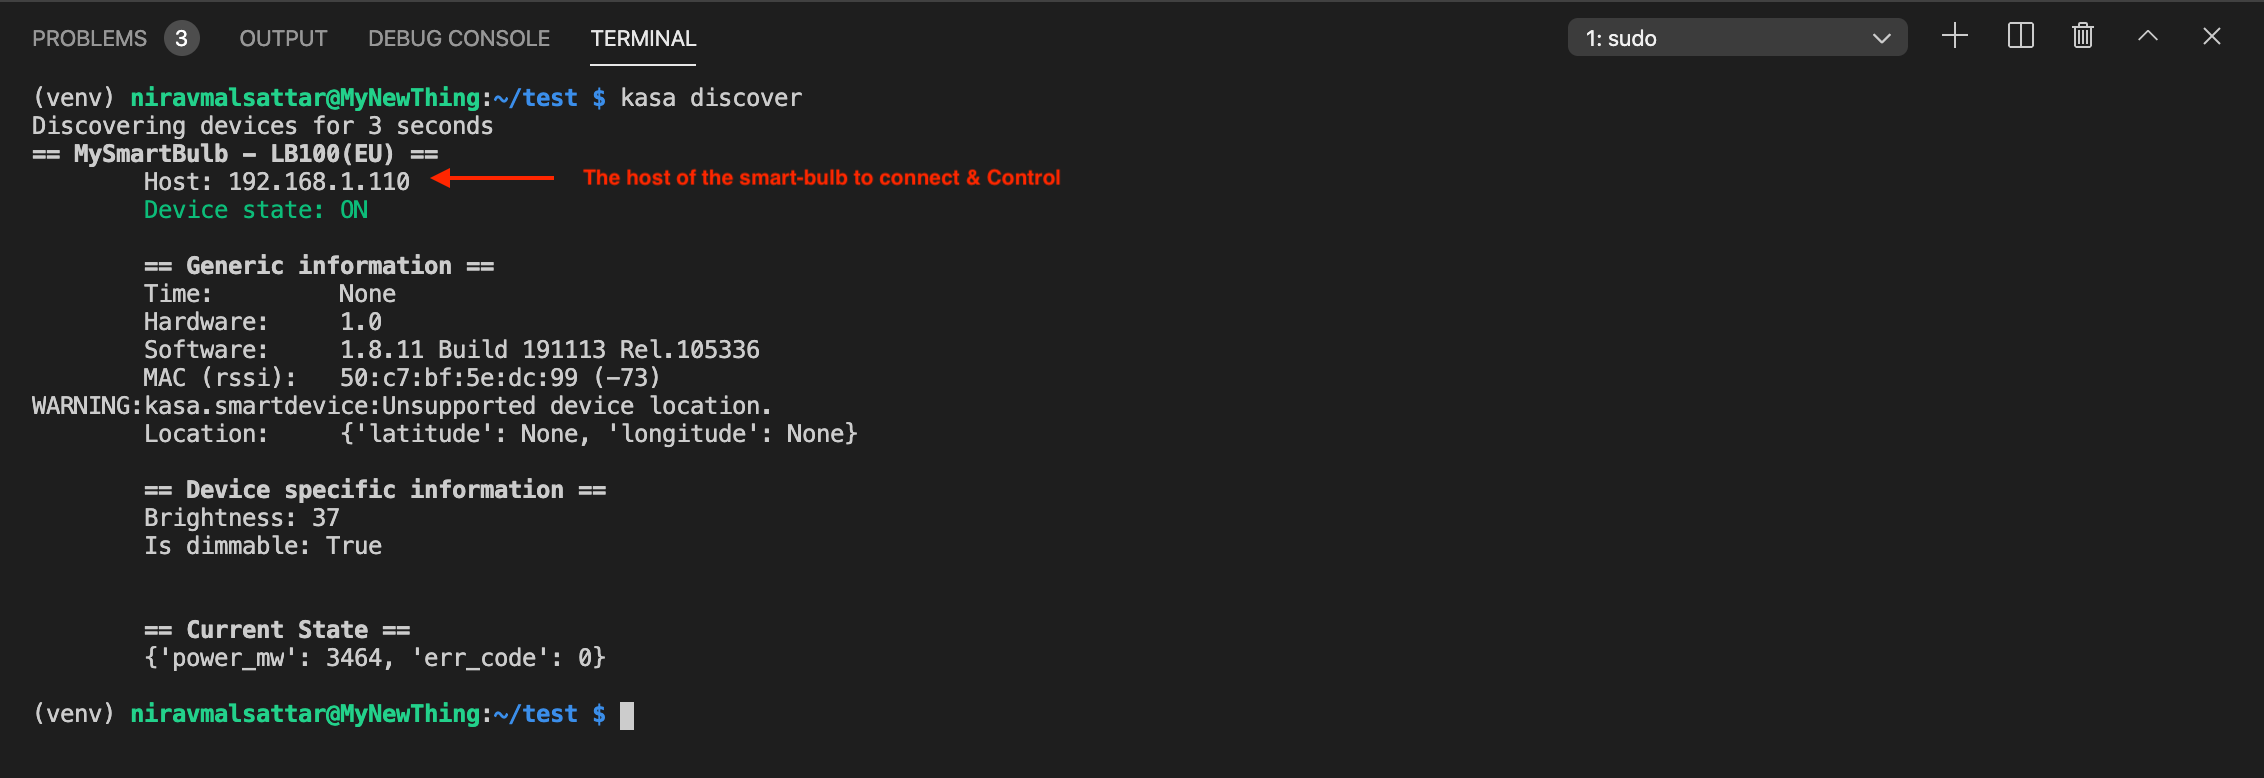 PROBLEMS 3 OUTPUT DEBUG CONSOLE TERMINAL 1: sudo
(venv) niravmalsattar@MyNewThing:~/test $ kasa discover
Discovering devices for 3 seconds
== MySmartBulb - LB100(EU) ==
Host: 192.168.1.110 The host of the smart-bulb to connect & Control
Device state: ON
== Generic information ==
Time: None
Hardware: 1.0
Software: 1.8.11 Build 191113 Rel.105336
MAC (rssi): 50:c7:bf:5e:dc:99 (-73)
WARNING:kasa.smartdevice:Unsupported device location.
Location: {'latitude': None, 'longitude': None}
== Device specific information ==
Brightness: 37
Is dimmable: True
== Current State ==
{'power_mw': 3464, 'err_code': 0}
(venv) niravmalsattar@MyNewThing:~/test $